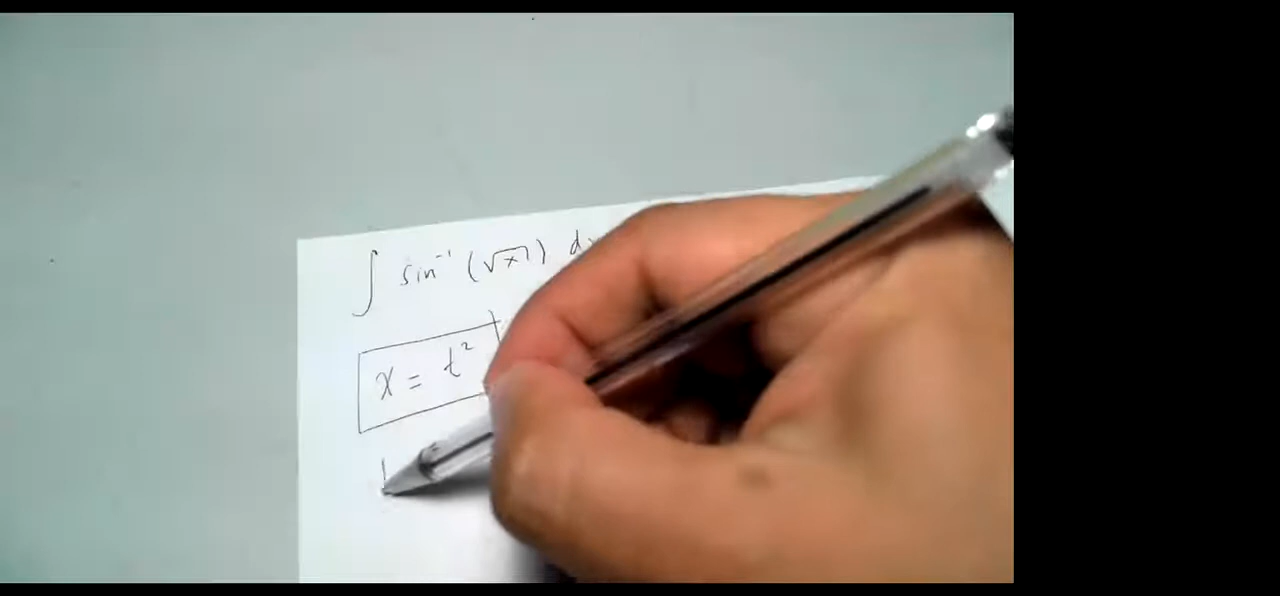 ∫ sin⁻¹(√x) dx
x = t²